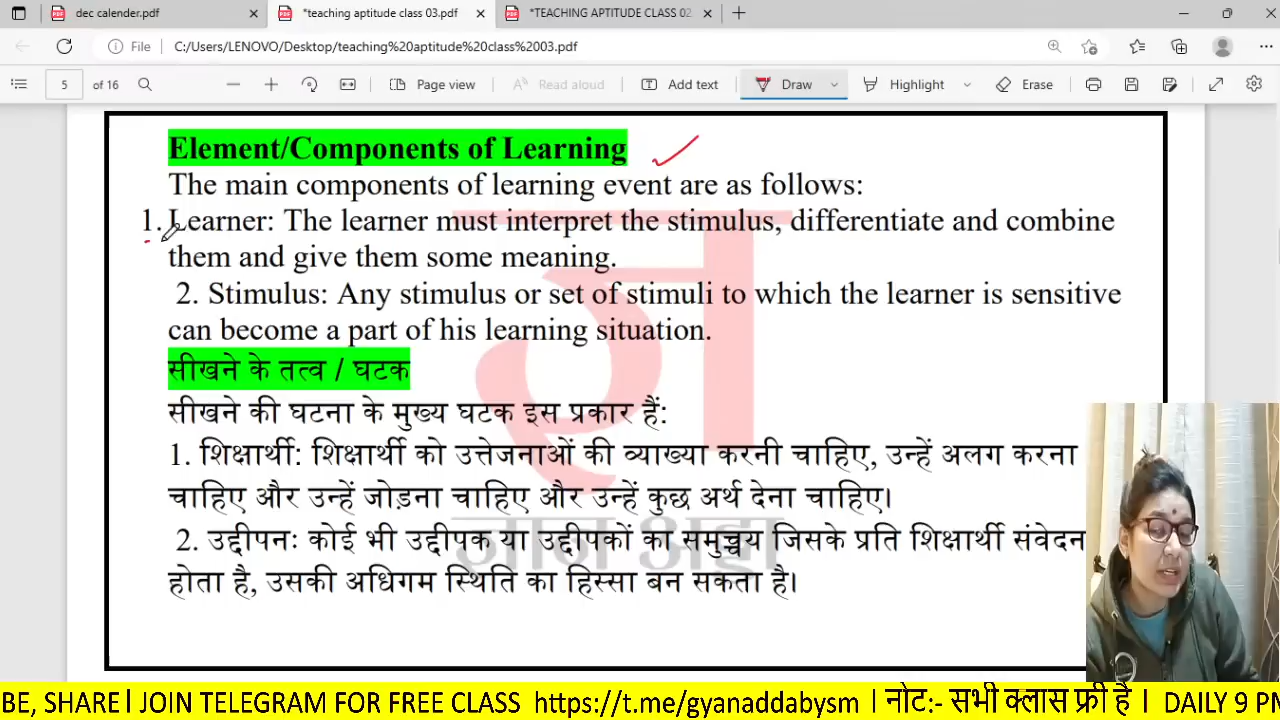 dec calender.pdf
*teaching aptitude class 03.pdf
*TEACHING APTITUDE CLASS 02
File
C:/Users/LENOVO/Desktop/teaching%20aptitude%20class%2003.pdf
5 of 16
Page view
Read aloud
Add text
Draw
Highlight
Erase
Element/Components of Learning
The main components of learning event are as follows:
1. Learner: The learner must interpret the stimulus, differentiate and combine
them and give them some meaning.
2. Stimulus: Any stimulus or set of stimuli to which the learner is sensitive
can become a part of his learning situation.
सीखने के तत्व / घटक
सीखने की घटना के मुख्य घटक इस प्रकार हैं:
1. शिक्षार्थी: शिक्षार्थी को उत्तेजनाओं की व्याख्या करनी चाहिए, उन्हें अलग करना
चाहिए और उन्हें जोड़ना चाहिए और उन्हें कुछ अर्थ देना चाहिए।
2. उद्दीपनः कोई भी उद्दीपक या उद्दीपकों का समुच्चय जिसके प्रति शिक्षार्थी संवेदन
होता है, उसकी अधिगम स्थिति का हिस्सा बन सकता है।
ज्ञान अड्डा
BE, SHARE। JOIN TELEGRAM FOR FREE CLASS https://t.me/gyanaddabysm । नोट:- सभी क्लास फ्री है । DAILY 9 PM